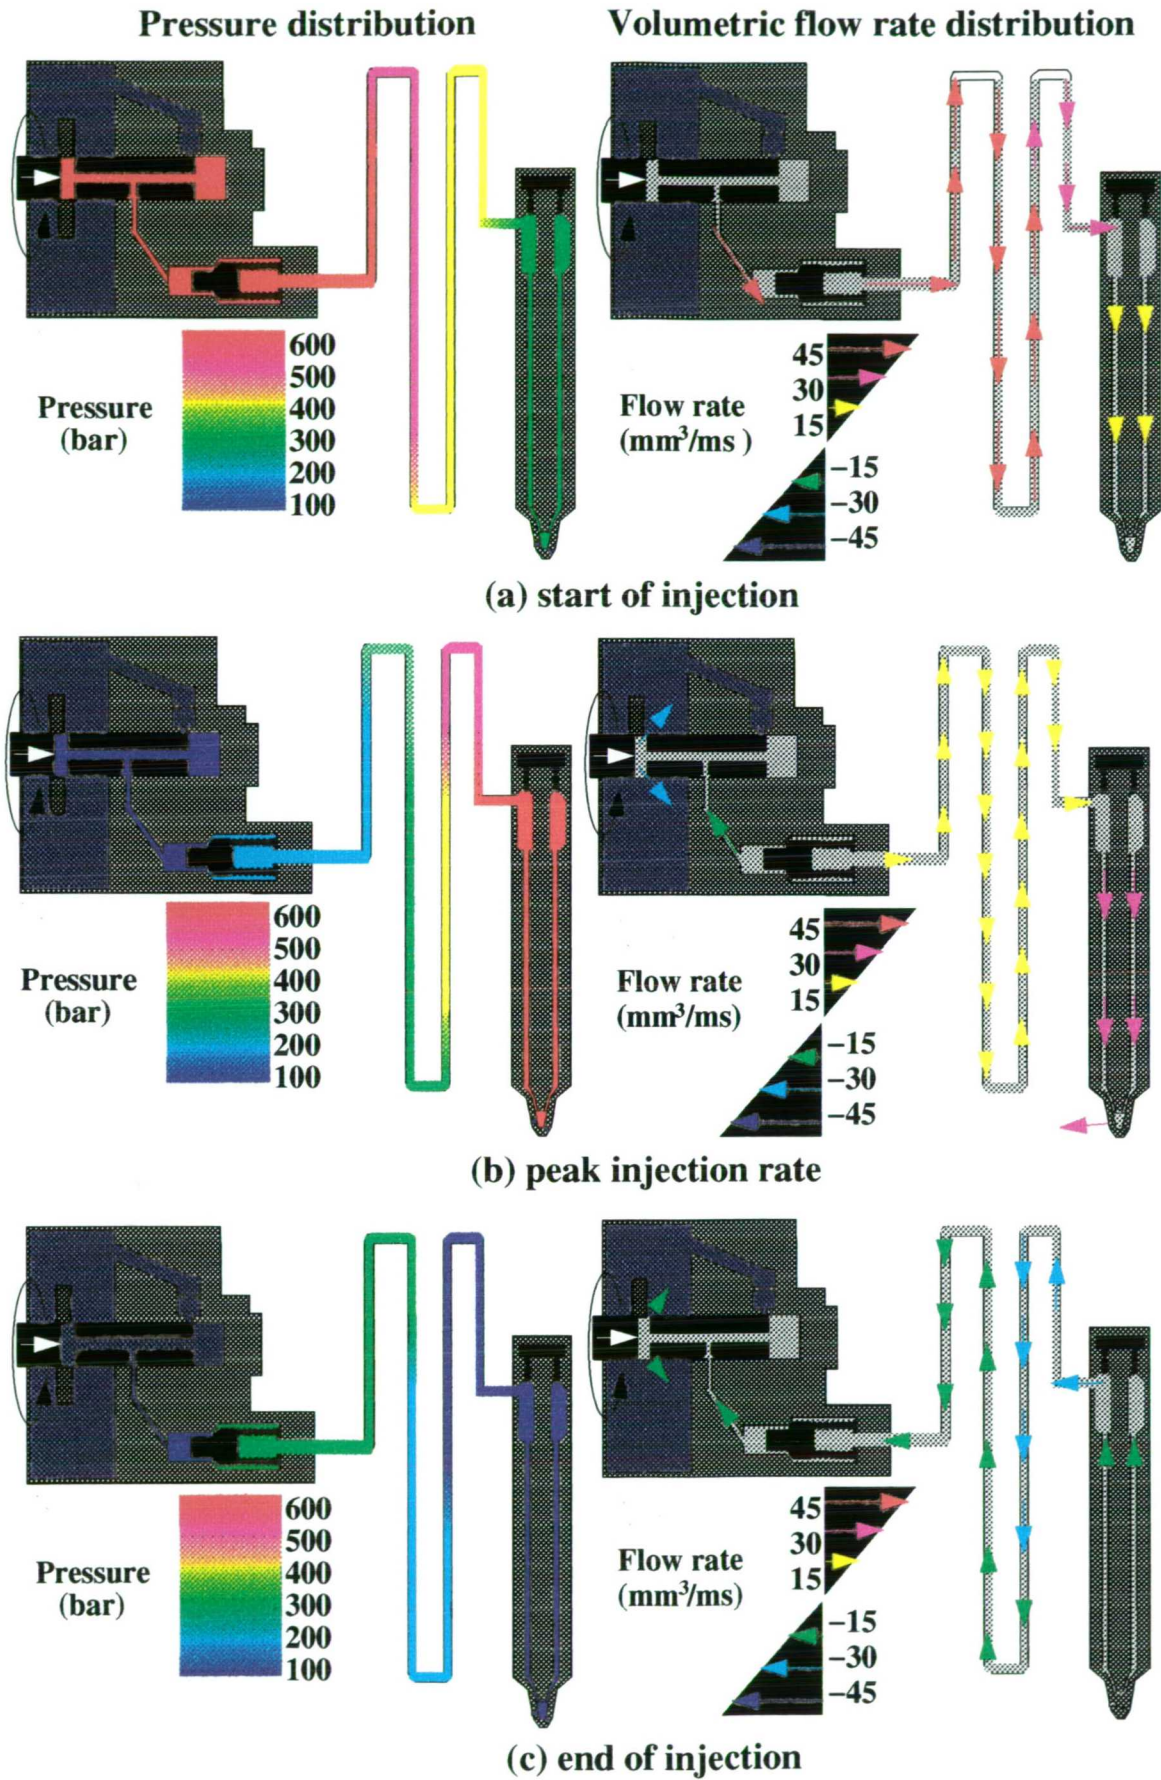 Pressure distribution
Volumetric flow rate distribution
600
500
400
300
200
100
Pressure
(bar)
45
30
15
−15
−30
−45
Flow rate
(mm³/ms )
(a) start of injection
600
500
400
300
200
100
Pressure
(bar)
45
30
15
−15
−30
−45
Flow rate
(mm³/ms)
(b) peak injection rate
600
500
400
300
200
100
Pressure
(bar)
45
30
15
−15
−30
−45
Flow rate
(mm³/ms)
(c) end of injection